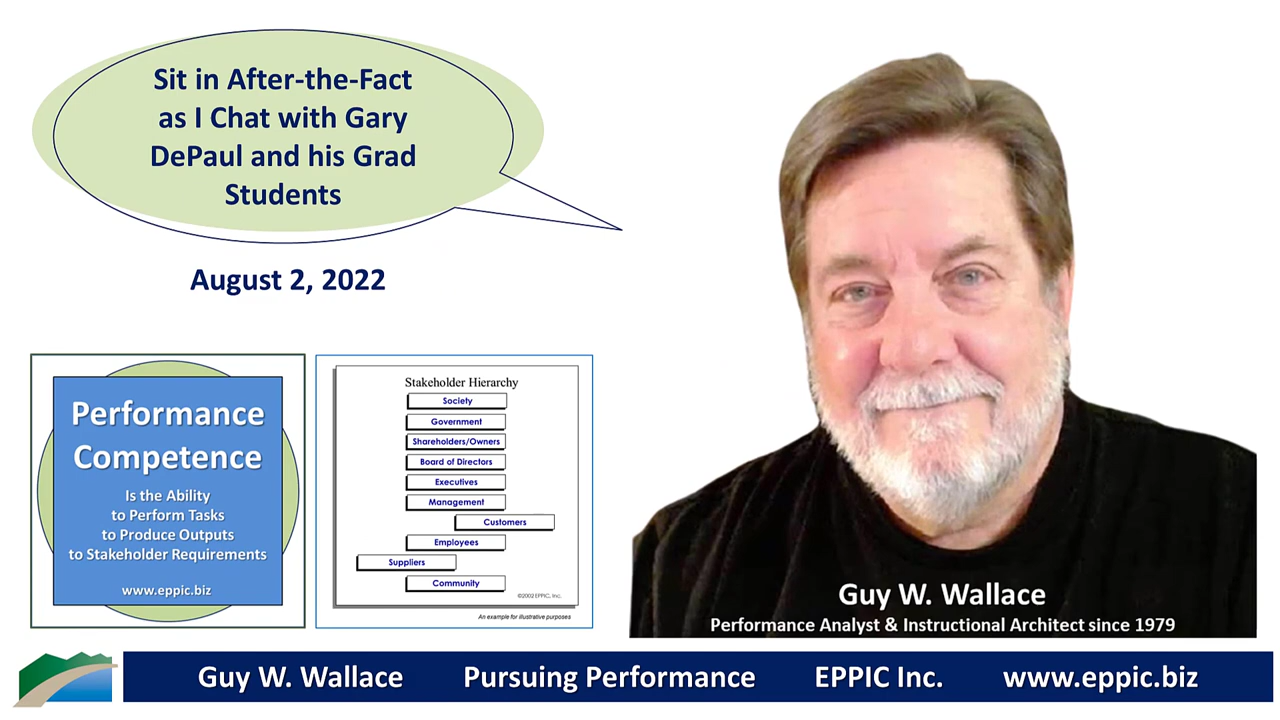 Sit in After-the-Fact
as I Chat with Gary
DePaul and his Grad
Students
August 2, 2022
Performance
Competence
Is the Ability
to Perform Tasks
to Produce Outputs
to Stakeholder Requirements
www.eppic.biz
Stakeholder Hierarchy
Society
Government
Shareholders/Owners
Board of Directors
Executives
Management
Customers
Employees
Suppliers
Community
©2002 EPPIC, Inc.
An example for illustrative purposes
Guy W. Wallace
Performance Analyst & Instructional Architect since 1979
Guy W. Wallace Pursuing Performance EPPIC Inc. www.eppic.biz